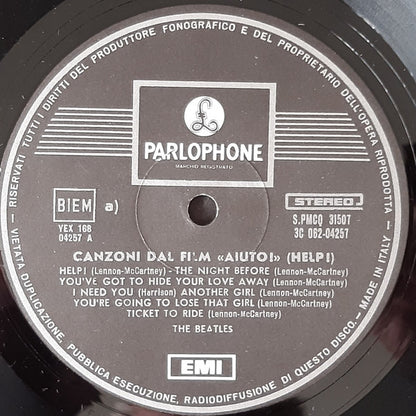 — RISERVATI TUTTI I DIRITTI DEL PRODUTTORE FONOGRAFICO E DEL PROPRIETARIO DELL'OPERA RIPRODOTTA
£
PARLOPHONE
MARCHIO REGISTRATO
BIEM a)
YEX 168
04257 A
STEREO
S.PMCQ 31507
3C 062-04257
CANZONI DAL FILM «AIUTO!» (HELP!)
HELP! (Lennon-McCartney) - THE NIGHT BEFORE (Lennon-McCartney)
YOU'VE GOT TO HIDE YOUR LOVE AWAY (Lennon-McCartney)
I NEED YOU (Harrison) ANOTHER GIRL (Lennon-McCartney)
YOU'RE GOING TO LOSE THAT GIRL (Lennon-McCartney)
TICKET TO RIDE (Lennon-McCartney)
THE BEATLES
EMI
VIETATA DUPLICAZIONE, PUBBLICA ESECUZIONE, RADIODIFFUSIONE DI QUESTO DISCO. — MADE IN ITALY